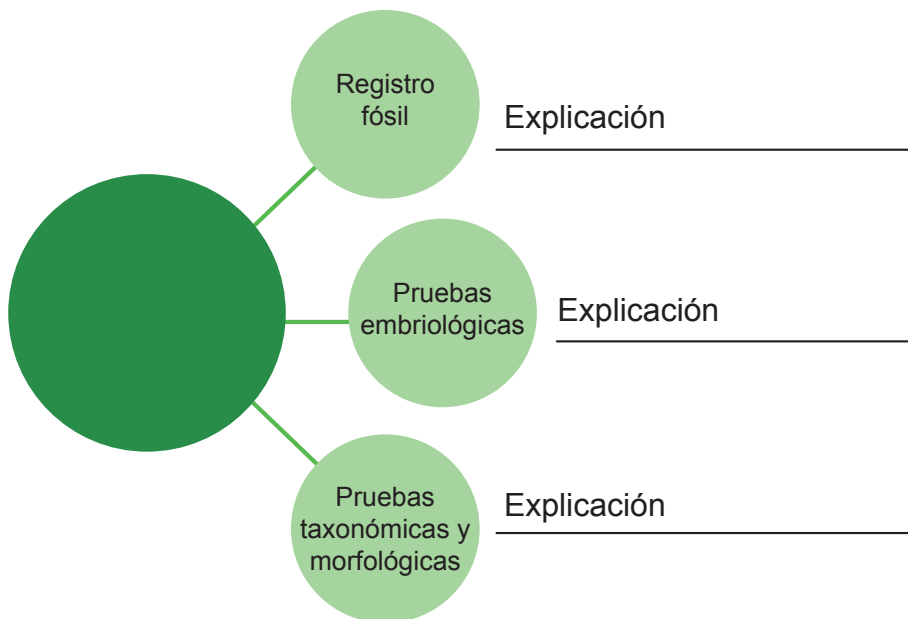 Registro
fósil
Explicación
Pruebas
embriológicas
Explicación
Pruebas
taxonómicas y
morfológicas
Explicación